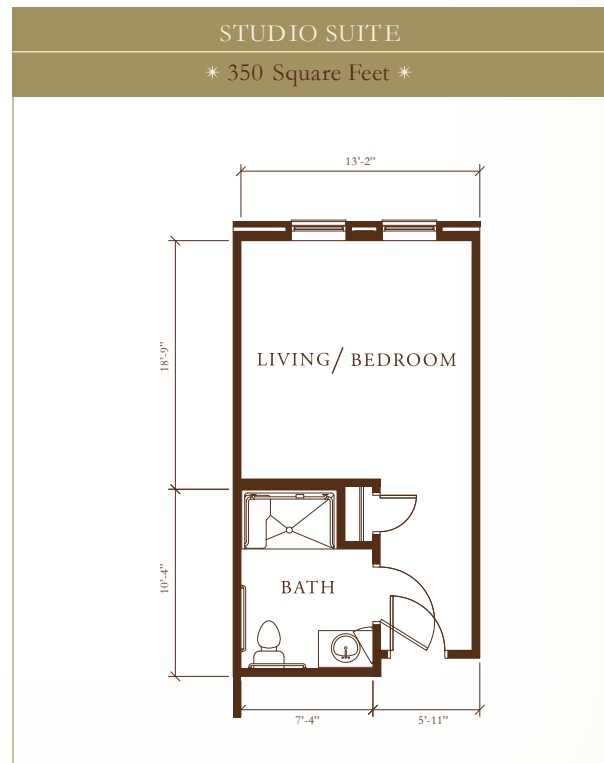 STUDIO SUITE
✴ 350 Square Feet ✴
13’-2”
18’-9”
LIVING/ BEDROOM
10’-4”
BATH
7’-4”
5’-11”